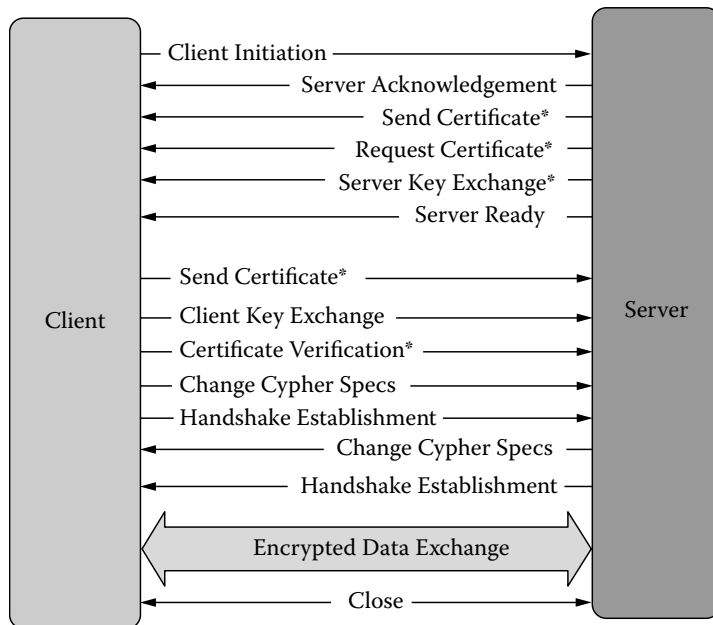 Client Initiation
Server Acknowledgement
Send Certificate*
Request Certificate*
Server Key Exchange*
Server Ready
Send Certificate*
Client
Client Key Exchange
Server
Certificate Verification*
Change Cypher Specs
Handshake Establishment
Change Cypher Specs
Handshake Establishment
Encrypted Data Exchange
Close